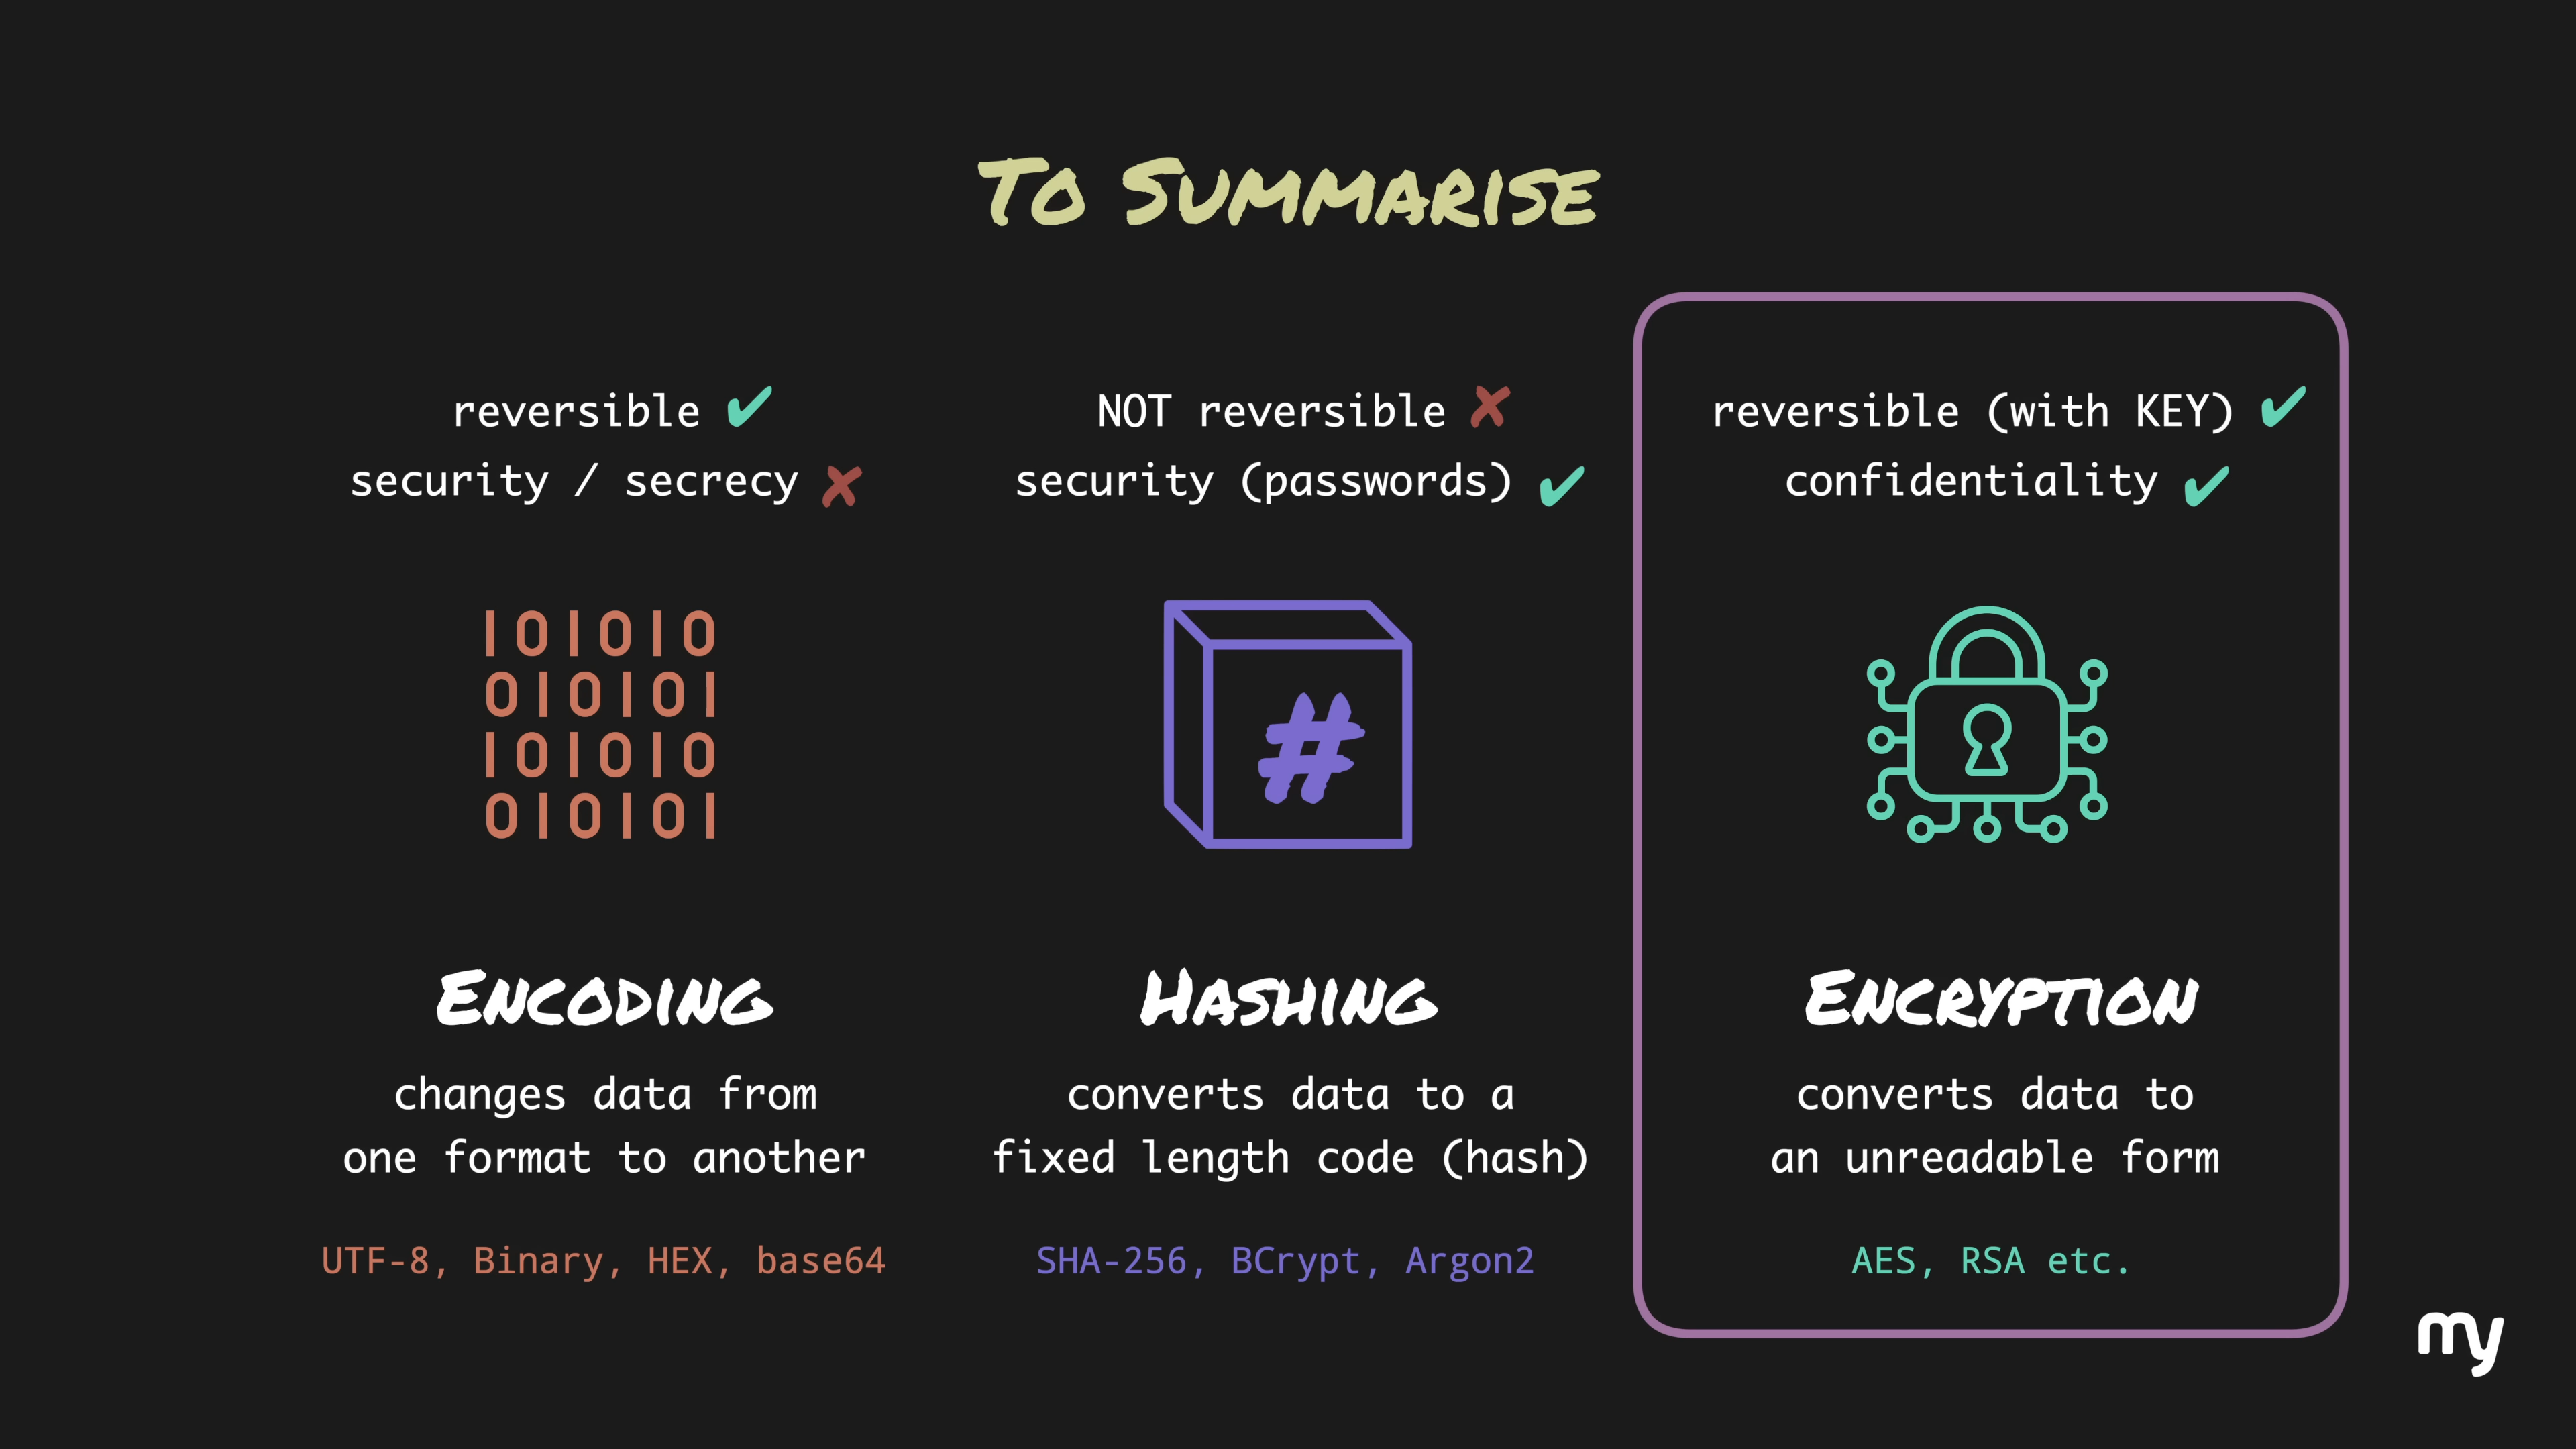 To Summarise
reversible ✔
security / secrecy ✘
101010
010101
101010
010101
Encoding
changes data from
one format to another
UTF-8, Binary, HEX, base64
NOT reversible ✘
security (passwords) ✔
#
Hashing
converts data to a
fixed length code (hash)
SHA-256, BCrypt, Argon2
reversible (with KEY) ✔
confidentiality ✔
Encryption
converts data to
an unreadable form
AES, RSA etc.
my